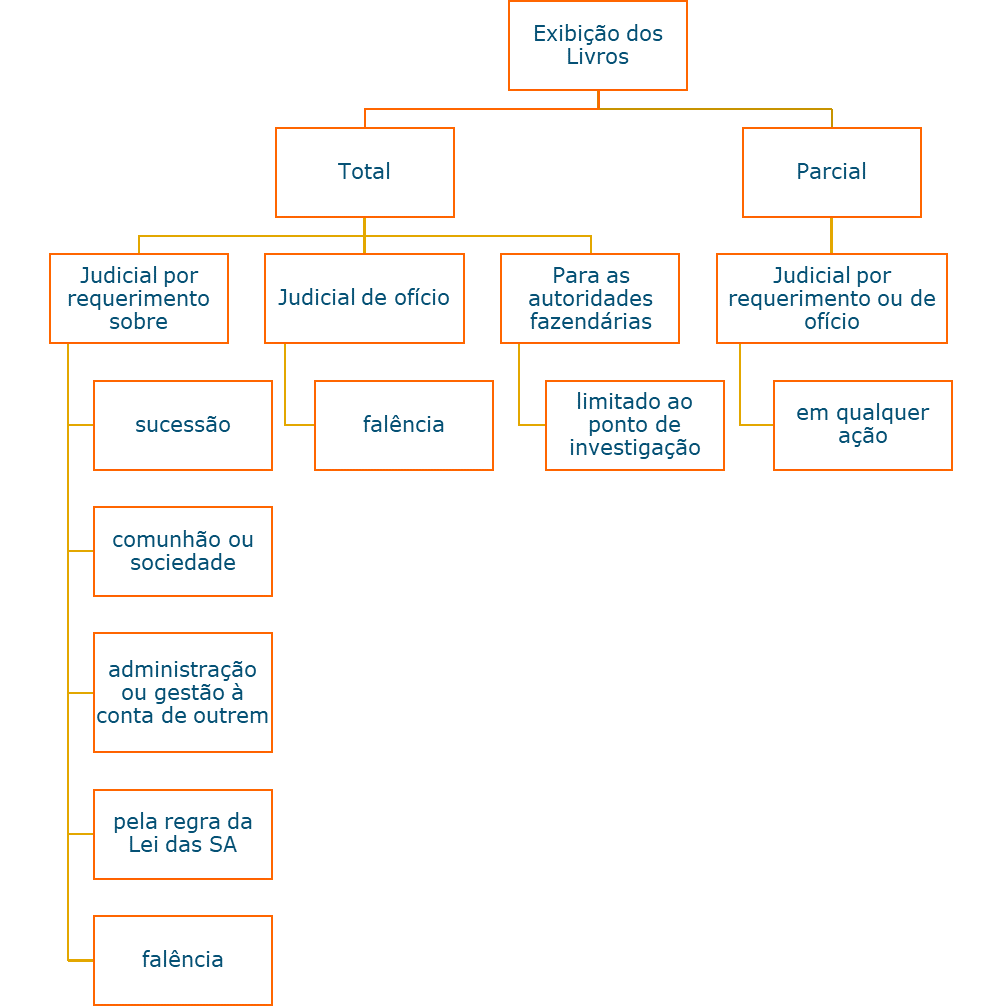 Exibição dos
Livros
Total
Parcial
Judicial por
requerimento
sobre
Judicial de ofício
Para as
autoridades
fazendárias
Judicial por
requerimento ou de
ofício
sucessão
falência
limitado ao
ponto de
investigação
em qualquer
ação
comunhão ou
sociedade
administração
ou gestão à
conta de outrem
pela regra da
Lei das SA
falência